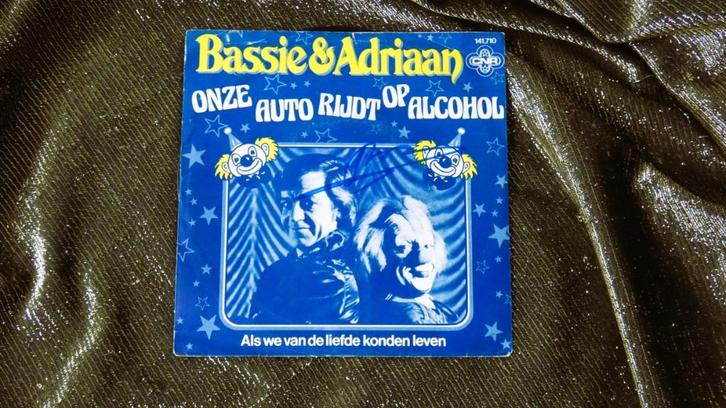 141.710
Bassie & Adriaan
CNR
ONZE AUTO RIJDT OP ALCOHOL
Als we van de liefde konden leven